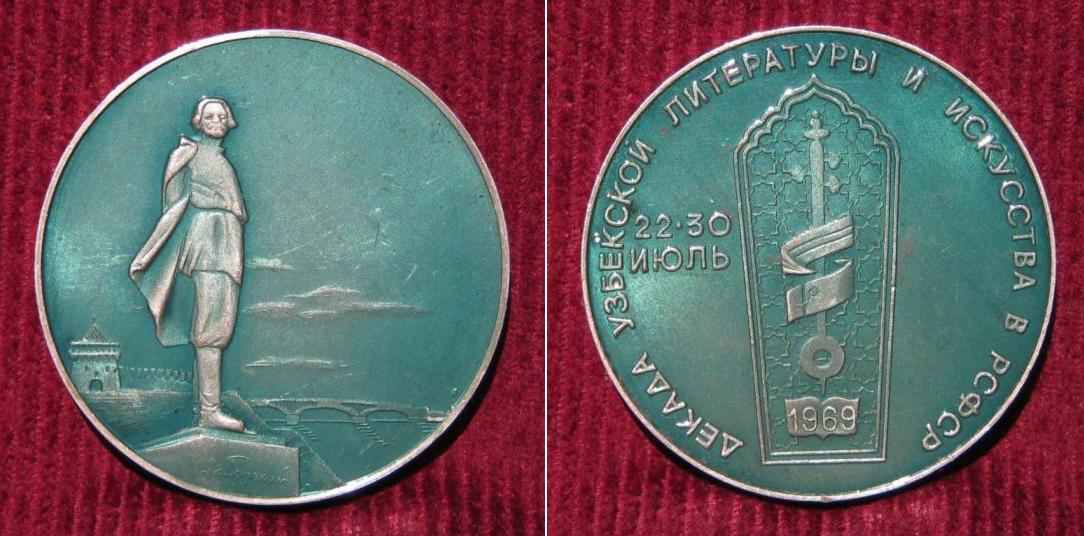 ДЕКАДА УЗБЕКСКОЙ ЛИТЕРАТУРЫ И ИСКУССТВА В РСФСР
22·30
ИЮЛЬ
1969